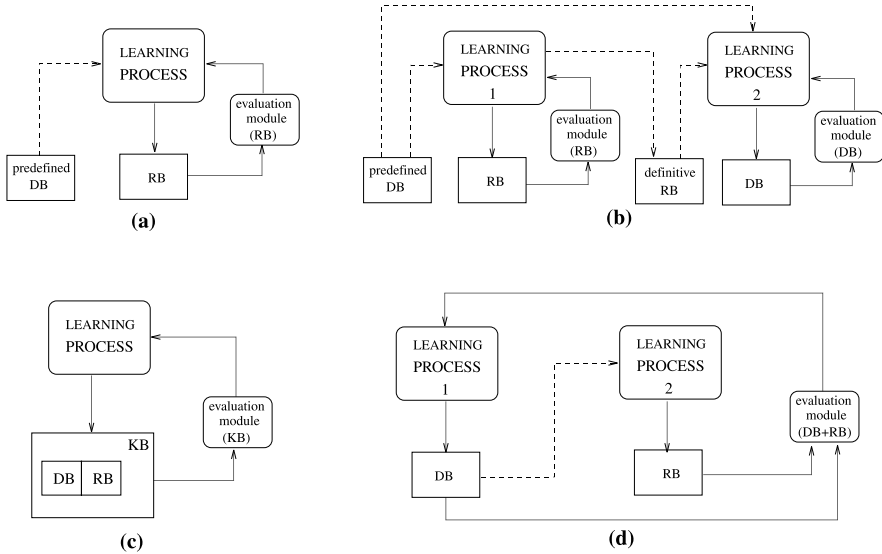 LEARNING
PROCESS
evaluation
module
(RB)
predefined
DB
RB
(a)
LEARNING
PROCESS
1
LEARNING
PROCESS
2
evaluation
module
(RB)
evaluation
module
(DB)
predefined
DB
RB
definitive
RB
DB
(b)
LEARNING
PROCESS
evaluation
module
(KB)
KB
DB
RB
(c)
LEARNING
PROCESS
1
LEARNING
PROCESS
2
evaluation
module
(DB+RB)
DB
RB
(d)